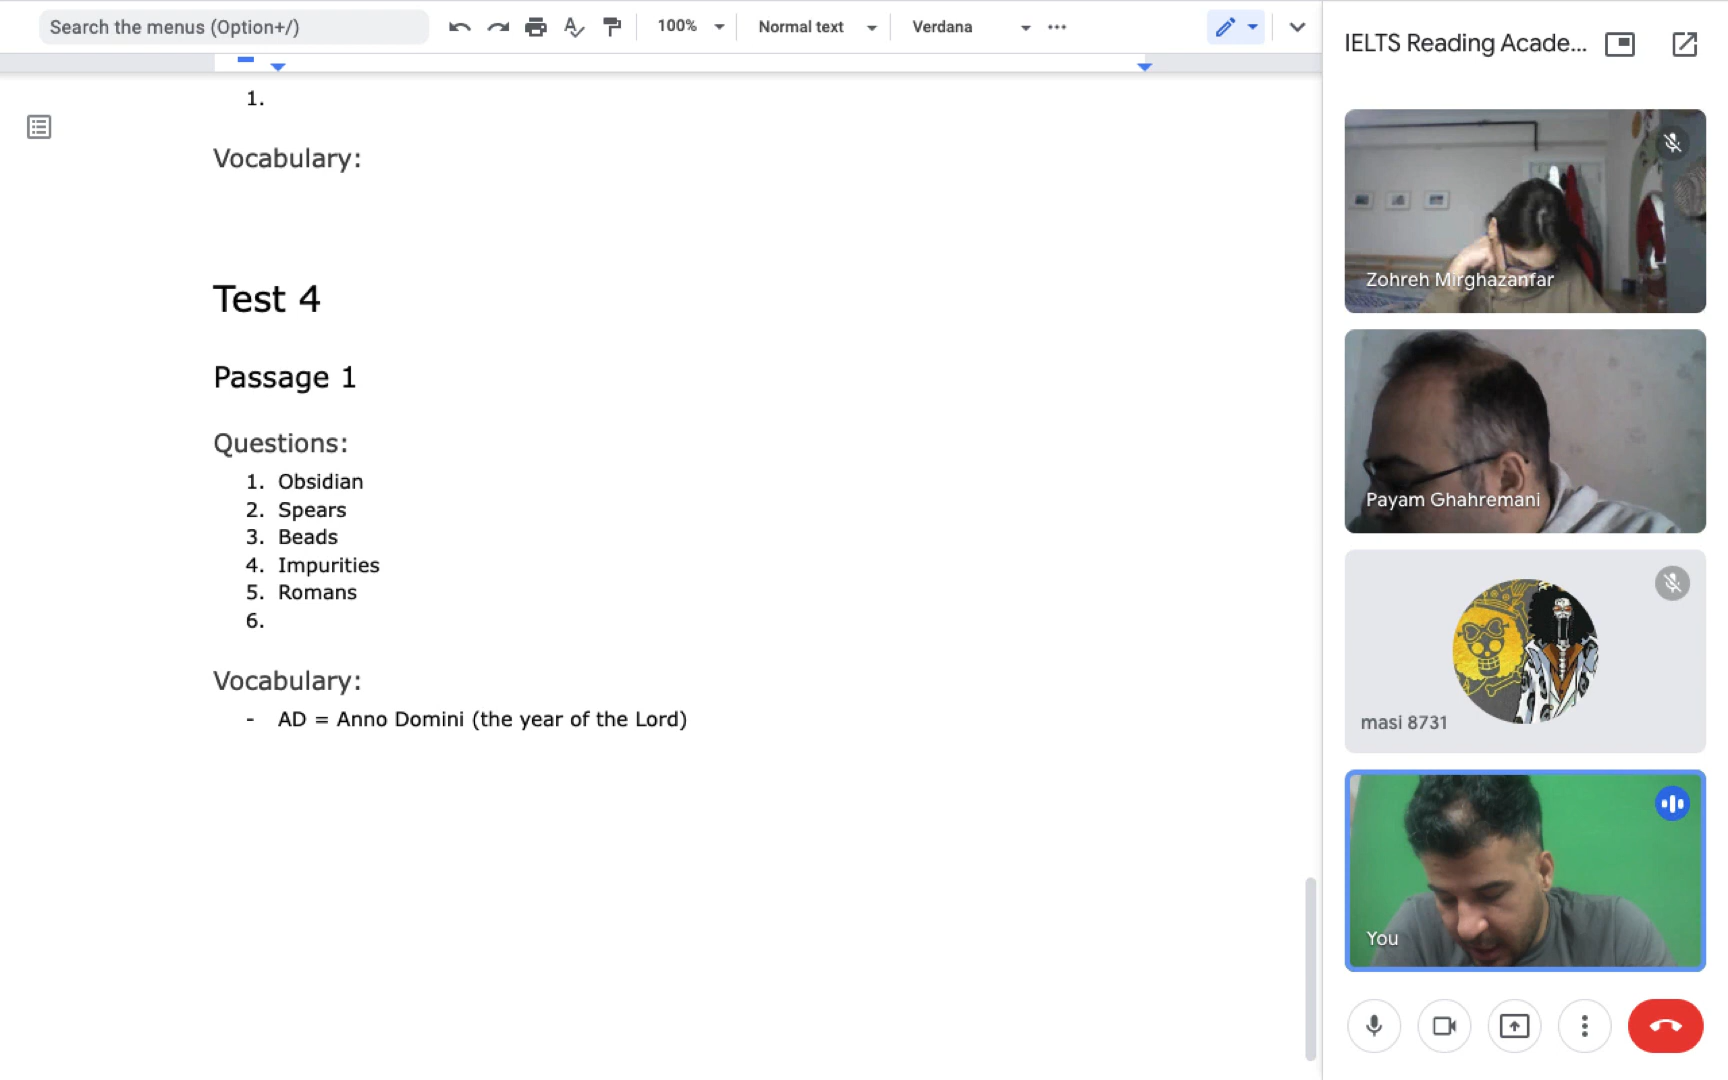 Search the menus (Option+/)
100%
Normal text
Verdana
IELTS Reading Acade...
1.
Vocabulary:
Test 4
Passage 1
Questions:
1. Obsidian
2. Spears
3. Beads
4. Impurities
5. Romans
6.
Vocabulary:
- AD = Anno Domini (the year of the Lord)
Zohreh Mirghazanfar
Payam Ghahremani
masi 8731
You